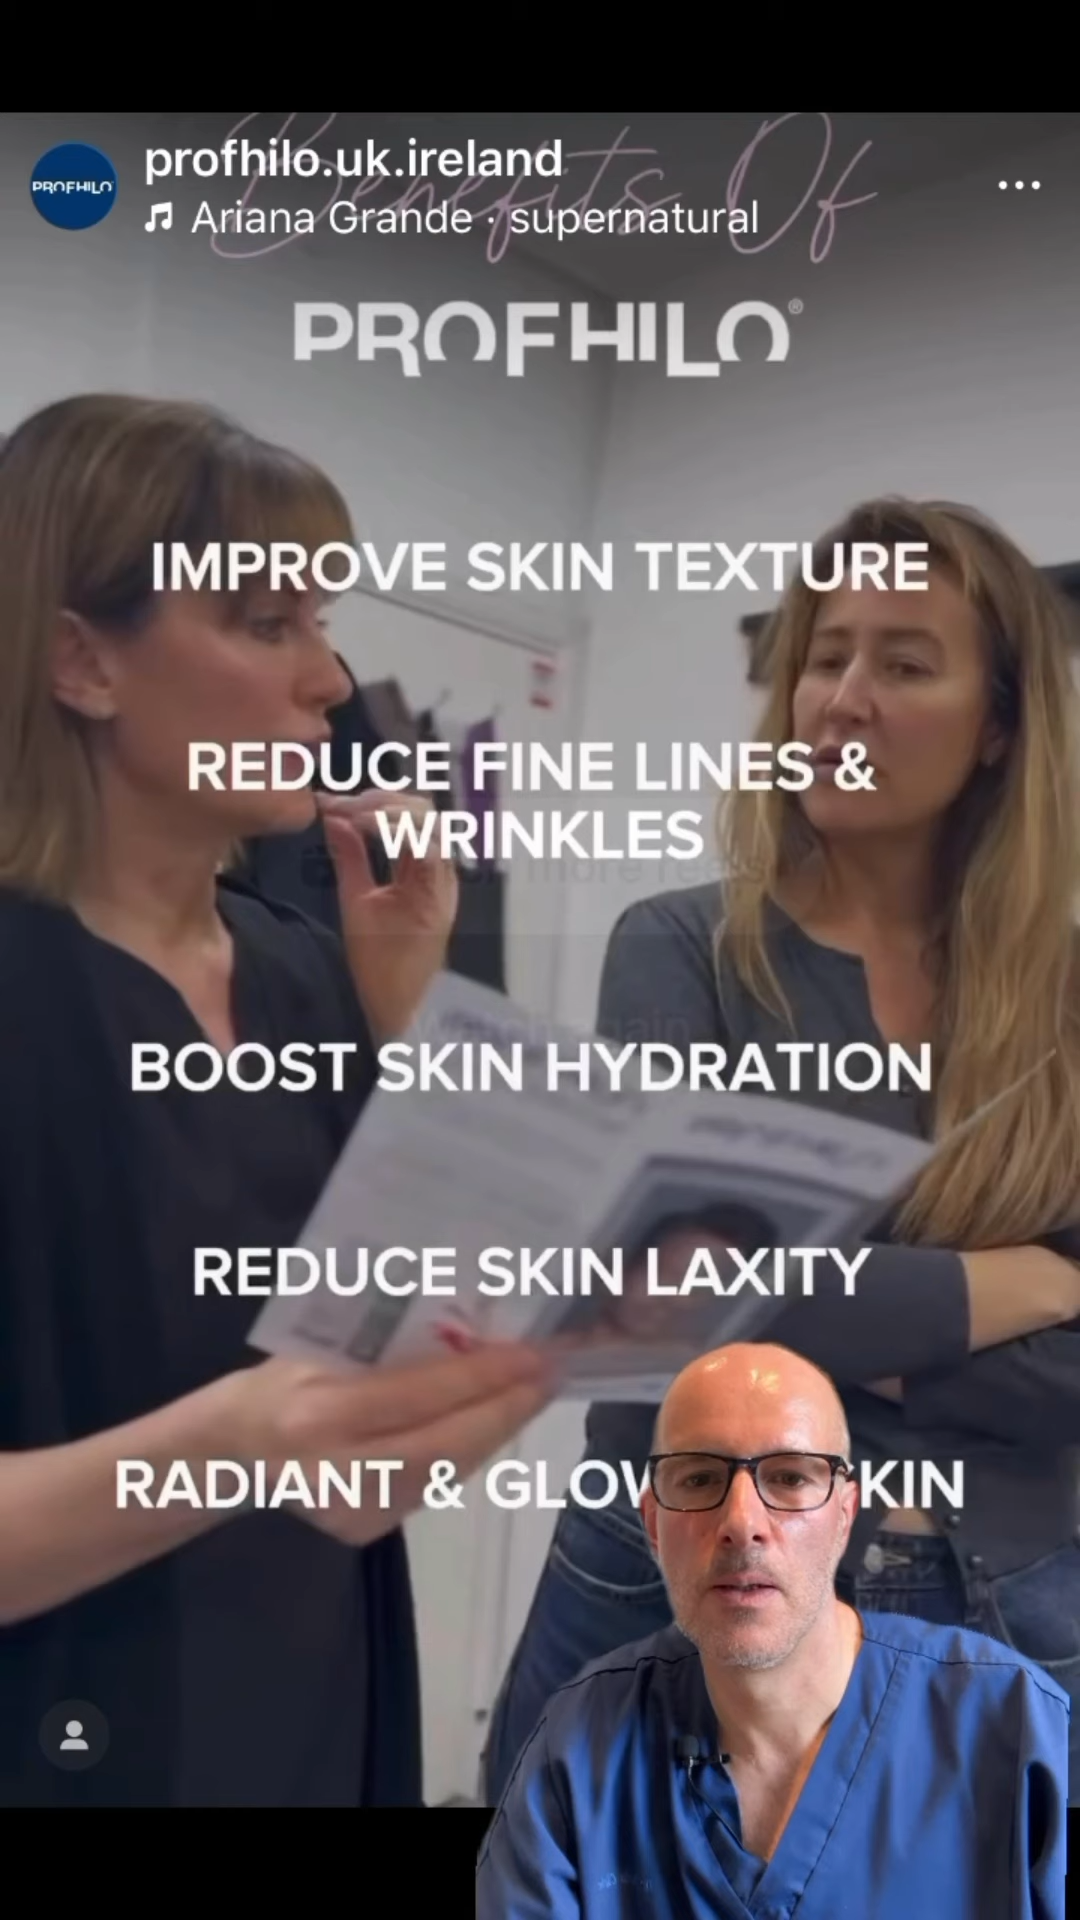 Benefits Of
profhilo.uk.ireland
PROFHILO
Ariana Grande · supernatural
PROFHILO®
IMPROVE SKIN TEXTURE
REDUCE FINE LINES &
WRINKLES
BOOST SKIN HYDRATION
REDUCE SKIN LAXITY
RADIANT & GLOW KIN